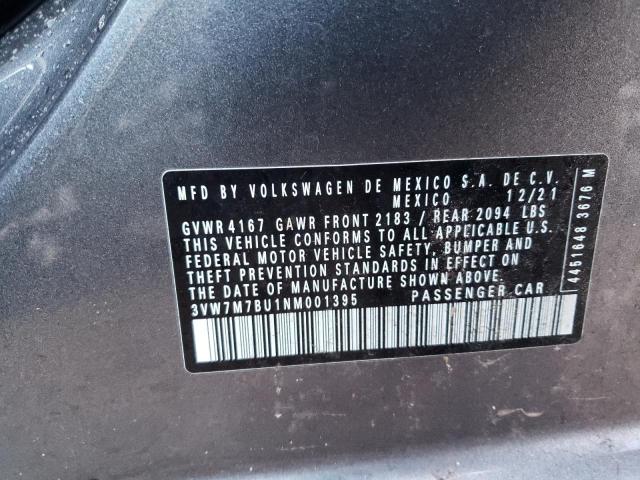 MFD BY VOLKSWAGEN DE MEXICO S.A. DE C.V.
MEXICO 12/21
GVWR 4167 GAWR FRONT 2183 / REAR 2094 LBS
THIS VEHICLE CONFORMS TO ALL APPLICABLE U.S.
FEDERAL MOTOR VEHICLE SAFETY, BUMPER AND
THEFT PREVENTION STANDARDS IN EFFECT ON
THE DATE OF MANUFACTURE SHOWN ABOVE.
3VW7M7BU1NM001395 PASSENGER CAR
4451648 3676 M